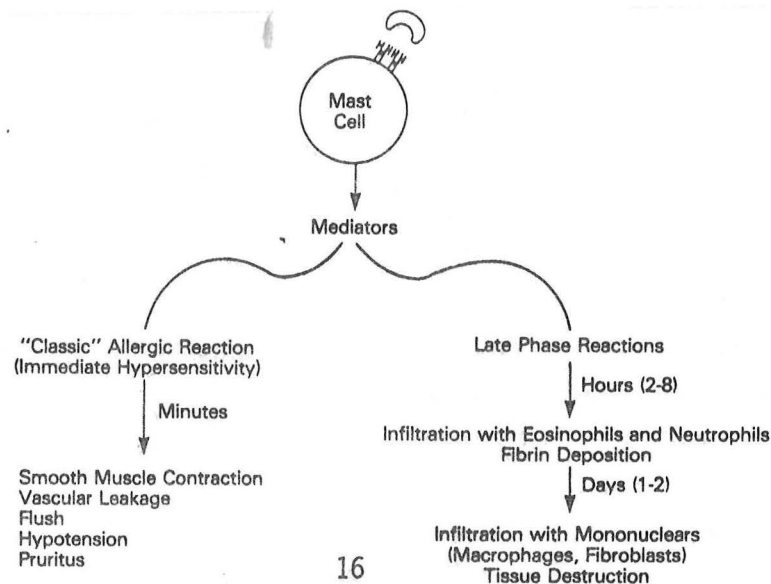 Mast
Cell
Mediators
"Classic" Allergic Reaction
(Immediate Hypersensitivity)
Minutes
Smooth Muscle Contraction
Vascular Leakage
Flush
Hypotension
Pruritus
Late Phase Reactions
Hours (2-8)
Infiltration with Eosinophils and Neutrophils
Fibrin Deposition
Days (1-2)
Infiltration with Mononuclears
(Macrophages, Fibroblasts)
Tissue Destruction
16